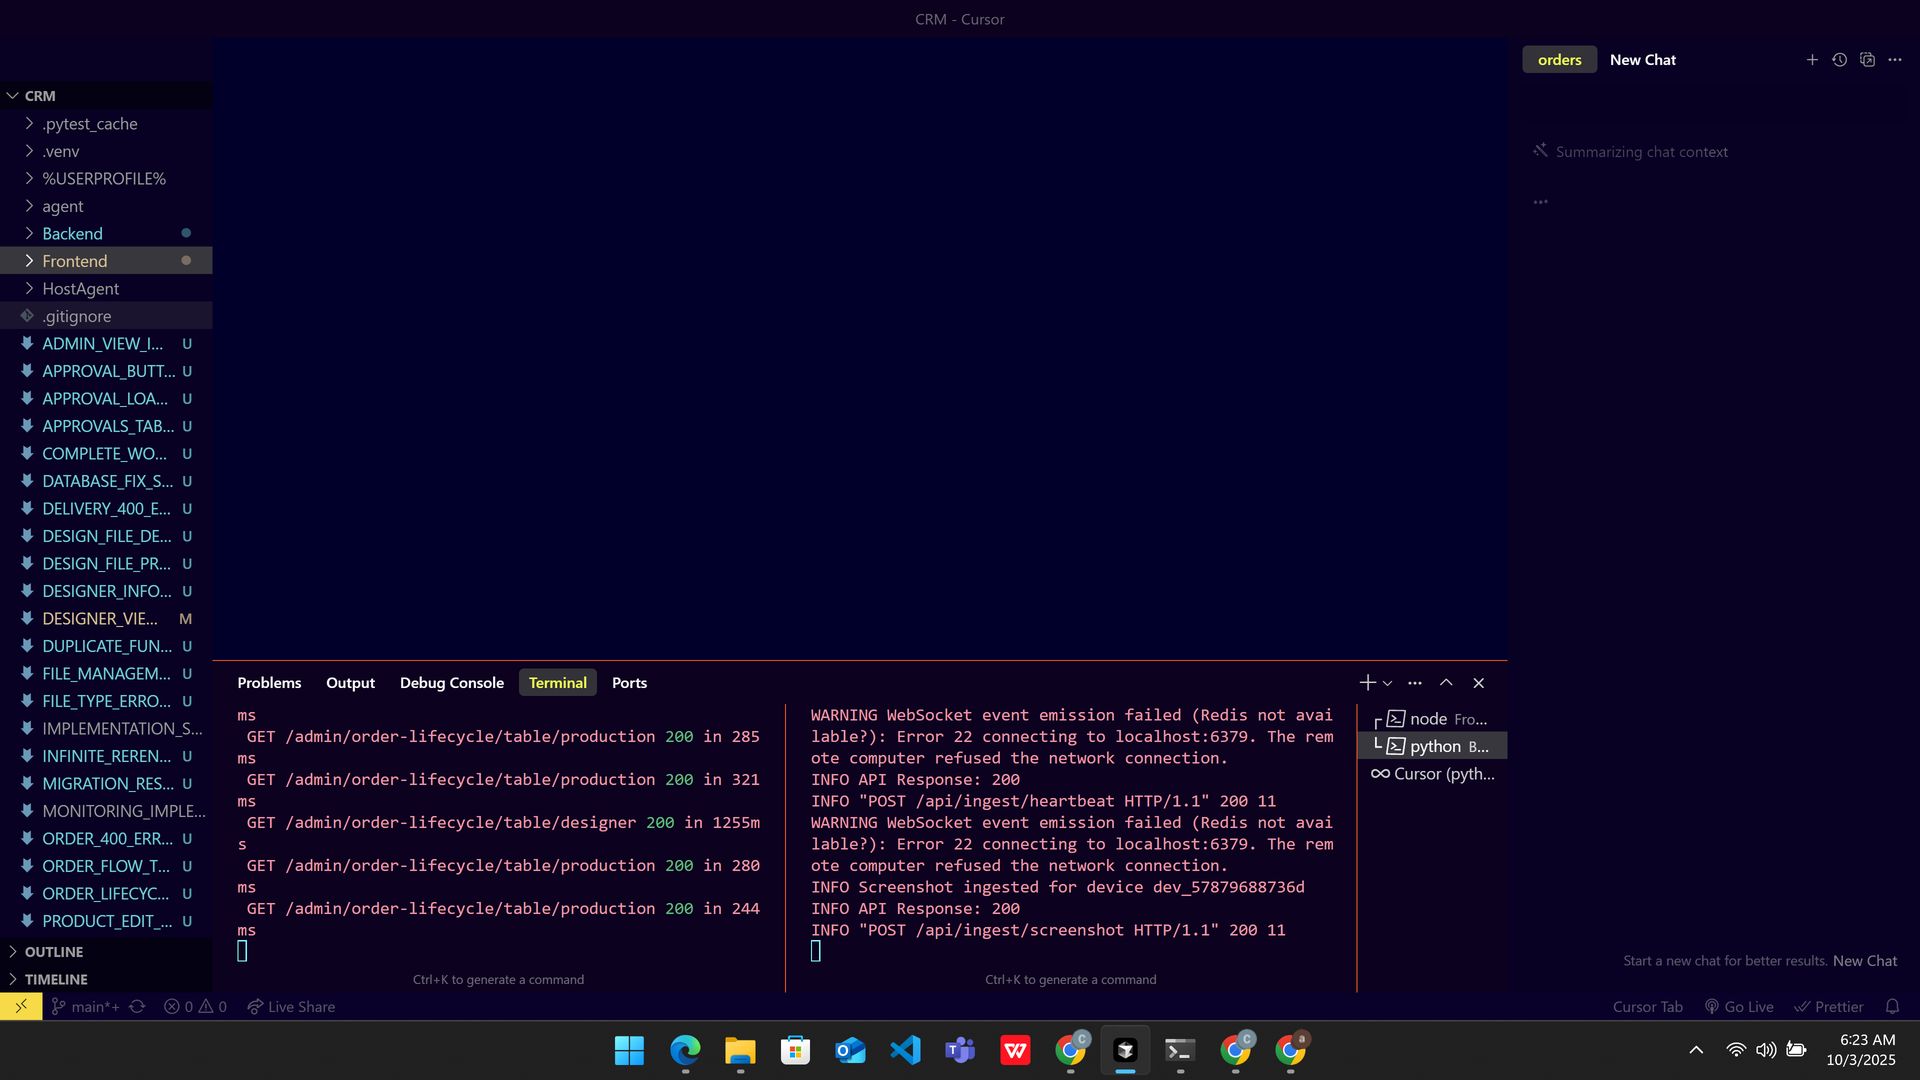 CRM - Cursor
CRM
.pytest_cache
.venv
%USERPROFILE%
agent
Backend
Frontend
HostAgent
.gitignore
ADMIN_VIEW_I... U
APPROVAL_BUTT... U
APPROVAL_LOA... U
APPROVALS_TAB... U
COMPLETE_WO... U
DATABASE_FIX_S... U
DELIVERY_400_E... U
DESIGN_FILE_DE... U
DESIGN_FILE_PR... U
DESIGNER_INFO... U
DESIGNER_VIE... M
DUPLICATE_FUN... U
FILE_MANAGEM... U
FILE_TYPE_ERRO... U
IMPLEMENTATION_S...
INFINITE_REREN... U
MIGRATION_RES... U
MONITORING_IMPLE...
ORDER_400_ERR... U
ORDER_FLOW_T... U
ORDER_LIFECYC... U
PRODUCT_EDIT_... U
OUTLINE
TIMELINE
Problems Output Debug Console Terminal Ports
ms
GET /admin/order-lifecycle/table/production 200 in 285
ms
GET /admin/order-lifecycle/table/production 200 in 321
ms
GET /admin/order-lifecycle/table/designer 200 in 1255m
s
GET /admin/order-lifecycle/table/production 200 in 280
ms
GET /admin/order-lifecycle/table/production 200 in 244
ms
Ctrl+K to generate a command
WARNING WebSocket event emission failed (Redis not avai
lable?): Error 22 connecting to localhost:6379. The rem
ote computer refused the network connection.
INFO API Response: 200
INFO "POST /api/ingest/heartbeat HTTP/1.1" 200 11
WARNING WebSocket event emission failed (Redis not avai
lable?): Error 22 connecting to localhost:6379. The rem
ote computer refused the network connection.
INFO Screenshot ingested for device dev_57879688736d
INFO API Response: 200
INFO "POST /api/ingest/screenshot HTTP/1.1" 200 11
Ctrl+K to generate a command
node Fro...
python B...
Cursor (pyth...
orders New Chat
Summarizing chat context
...
Start a new chat for better results. New Chat
main*+ 0 0 Live Share
Cursor Tab Go Live Prettier
C C a
6:23 AM
10/3/2025